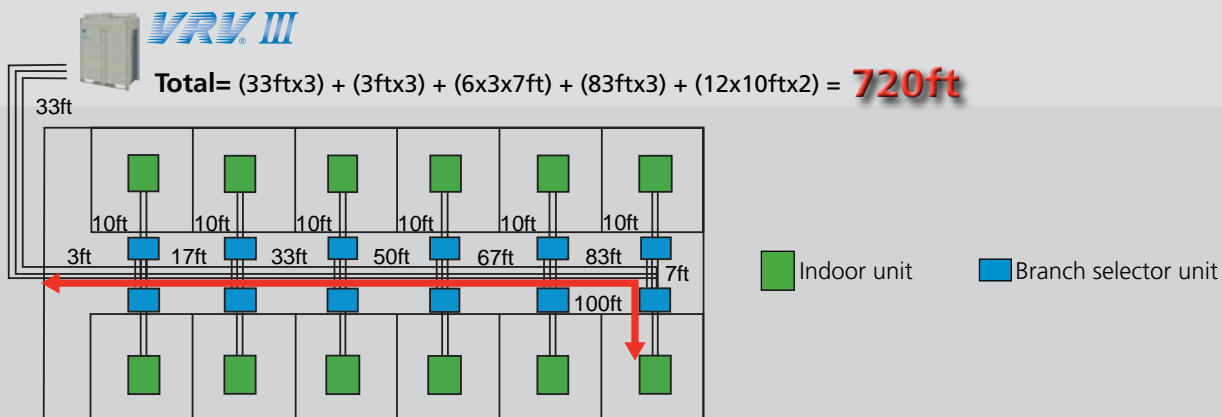 VRV® III
Total= (33ftx3) + (3ftx3) + (6x3x7ft) + (83ftx3) + (12x10ftx2) = 720ft
33ft
10ft 10ft 10ft 10ft 10ft 10ft
3ft 17ft 33ft 50ft 67ft 83ft
7ft
Indoor unit Branch selector unit
100ft